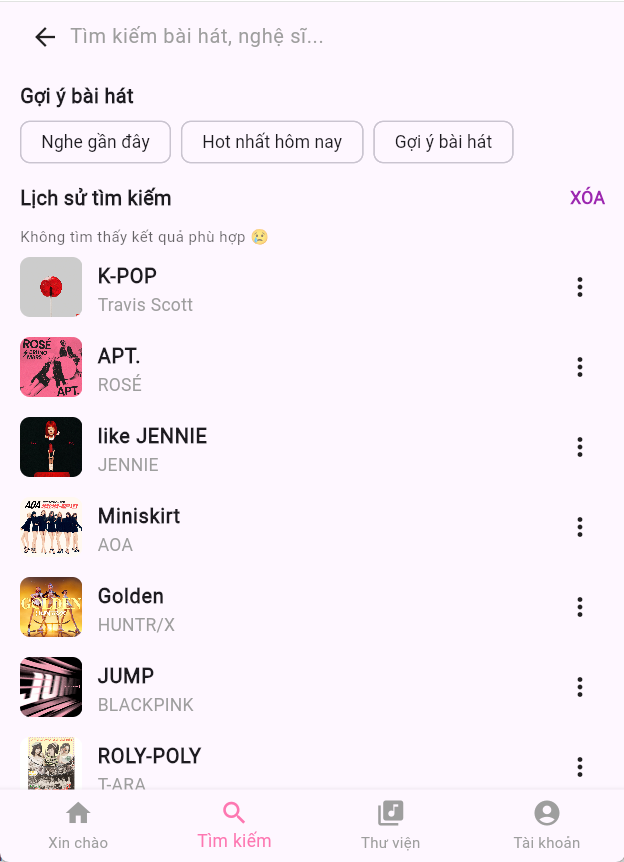 Tìm kiếm bài hát, nghệ sĩ...
Gợi ý bài hát
Nghe gần đây
Hot nhất hôm nay
Gợi ý bài hát
Lịch sử tìm kiếm
XÓA
Không tìm thấy kết quả phù hợp 😢
K-POP
Travis Scott
ROSÉ
& BRUNO
MARS
APT.
APT.
ROSÉ
like JENNIE
JENNIE
AOA
Miniskirt
AOA
GOLDEN
Golden
HUNTR/X
JUMP
BLACKPINK
ROLY-POLY
T-ARA
Xin chào
Tìm kiếm
Thư viện
Tài khoản